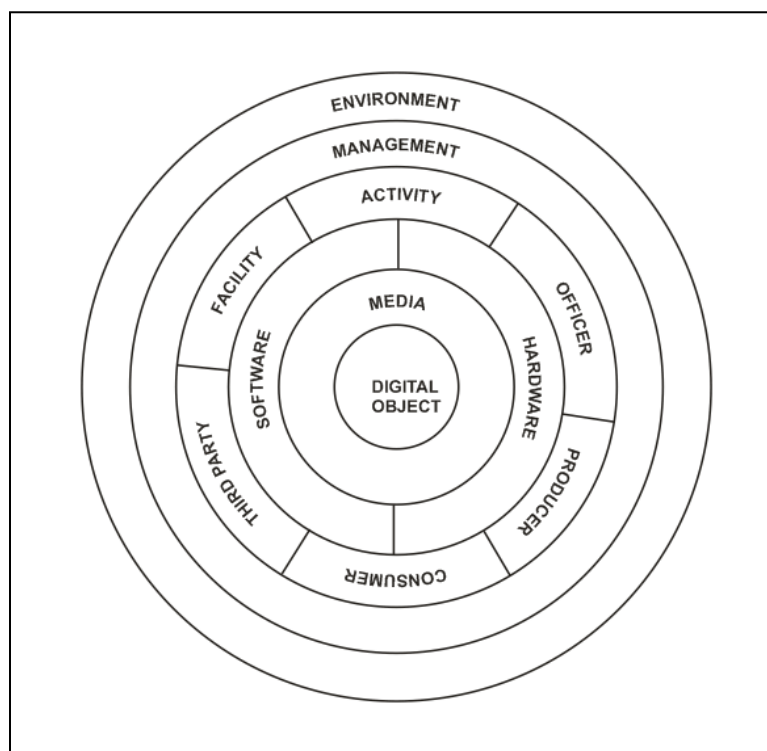 ENVIRONMENT
MANAGEMENT
ACTIVITY
FACILITY
OFFICER
MEDIA
SOFTWARE
HARDWARE
DIGITAL
OBJECT
THIRD PARTY
PRODUCER
CONSUMER